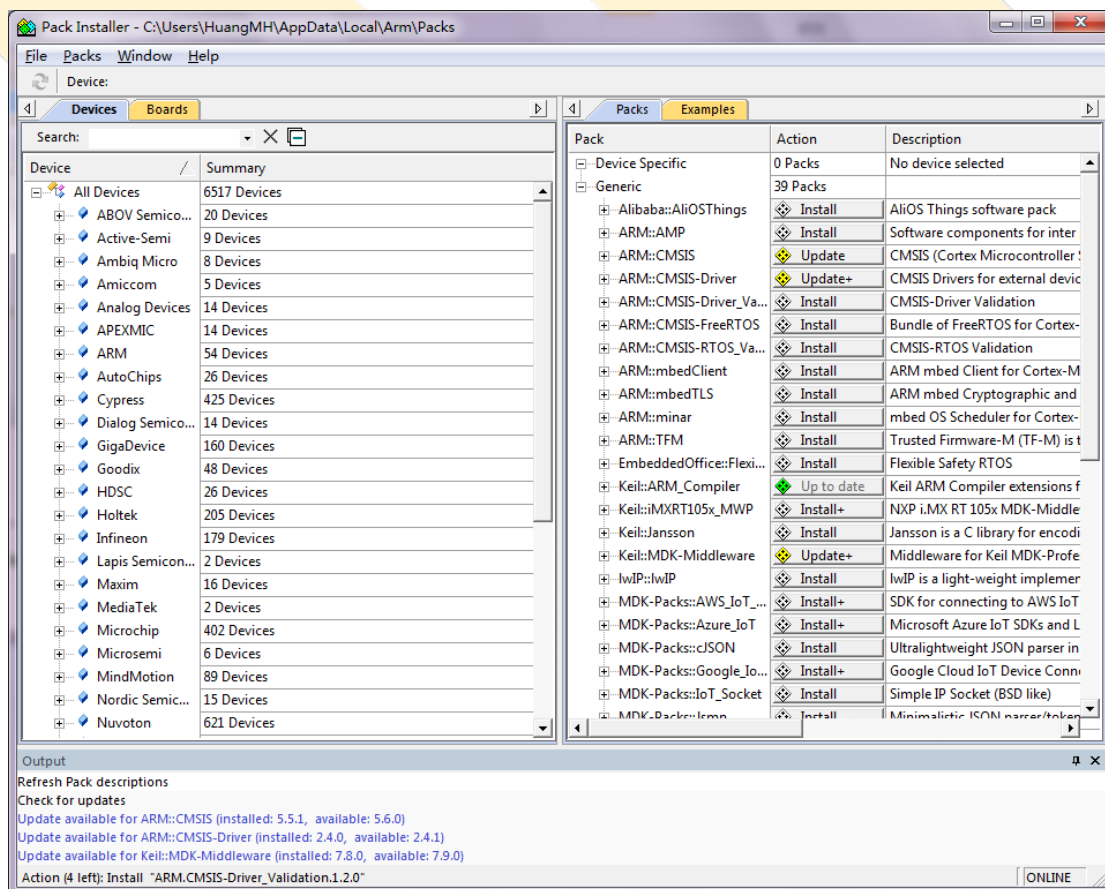 Pack Installer - C:\Users\HuangMH\AppData\Local\Arm\Packs
File Packs Window Help
Device:
Devices Boards
Search:
Device Summary
All Devices 6517 Devices
ABOV Semico... 20 Devices
Active-Semi 9 Devices
Ambiq Micro 8 Devices
Amiccom 5 Devices
Analog Devices 14 Devices
APEXMIC 14 Devices
ARM 54 Devices
AutoChips 26 Devices
Cypress 425 Devices
Dialog Semico... 14 Devices
GigaDevice 160 Devices
Goodix 48 Devices
HDSC 26 Devices
Holtek 205 Devices
Infineon 179 Devices
Lapis Semicon... 2 Devices
Maxim 16 Devices
MediaTek 2 Devices
Microchip 402 Devices
Microsemi 6 Devices
MindMotion 89 Devices
Nordic Semic... 15 Devices
Nuvoton 621 Devices
Packs Examples
Pack Action Description
Device Specific 0 Packs No device selected
Generic 39 Packs
Alibaba::AliOSThings Install AliOS Things software pack
ARM::AMP Install Software components for inter
ARM::CMSIS Update CMSIS (Cortex Microcontroller
ARM::CMSIS-Driver Update+ CMSIS Drivers for external devic
ARM::CMSIS-Driver_Va... Install CMSIS-Driver Validation
ARM::CMSIS-FreeRTOS Install Bundle of FreeRTOS for Cortex-
ARM::CMSIS-RTOS_Va... Install CMSIS-RTOS Validation
ARM::mbedClient Install ARM mbed Client for Cortex-M
ARM::mbedTLS Install ARM mbed Cryptographic and
ARM::minar Install mbed OS Scheduler for Cortex-
ARM::TFM Install Trusted Firmware-M (TF-M) is t
EmbeddedOffice::Flexi... Install Flexible Safety RTOS
Keil::ARM_Compiler Up to date Keil ARM Compiler extensions f
Keil::iMXRT105x_MWP Install+ NXP i.MX RT 105x MDK-Middle
Keil::Jansson Install Jansson is a C library for encodi
Keil::MDK-Middleware Update+ Middleware for Keil MDK-Profe
lwIP::lwIP Install lwIP is a light-weight implemen
MDK-Packs::AWS_IoT_... Install+ SDK for connecting to AWS IoT
MDK-Packs::Azure_IoT Install+ Microsoft Azure IoT SDKs and L
MDK-Packs::cJSON Install Ultralightweight JSON parser in
MDK-Packs::Google_Io... Install+ Google Cloud IoT Device Conn
MDK-Packs::IoT_Socket Install Simple IP Socket (BSD like)
MDK-Packs::Jsmn Install Minimalistic JSON parser/token
Output
Refresh Pack descriptions
Check for updates
Update available for ARM::CMSIS (installed: 5.5.1, available: 5.6.0)
Update available for ARM::CMSIS-Driver (installed: 2.4.0, available: 2.4.1)
Update available for Keil::MDK-Middleware (installed: 7.8.0, available: 7.9.0)
Action (4 left): Install "ARM.CMSIS-Driver_Validation.1.2.0" ONLINE